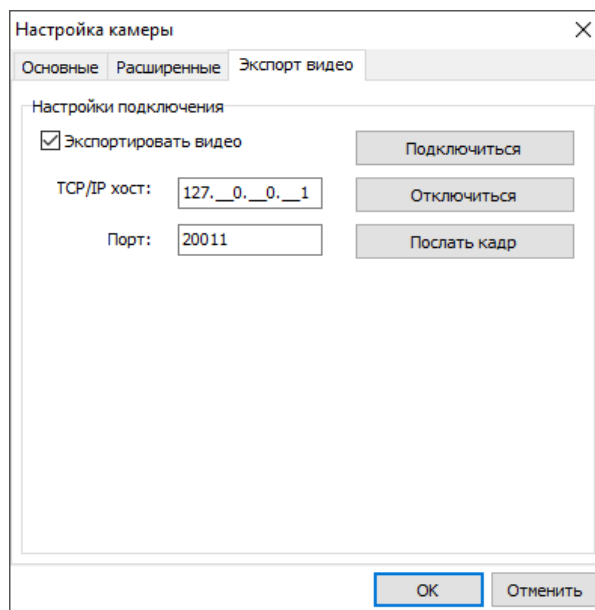 Настройка камеры
Основные Расширенные Экспорт видео
Настройки подключения
Экспортировать видео Подключиться
TCP/IP хост: 127.__0.__0.__1 Отключиться
Порт: 20011 Послать кадр
OK Отменить